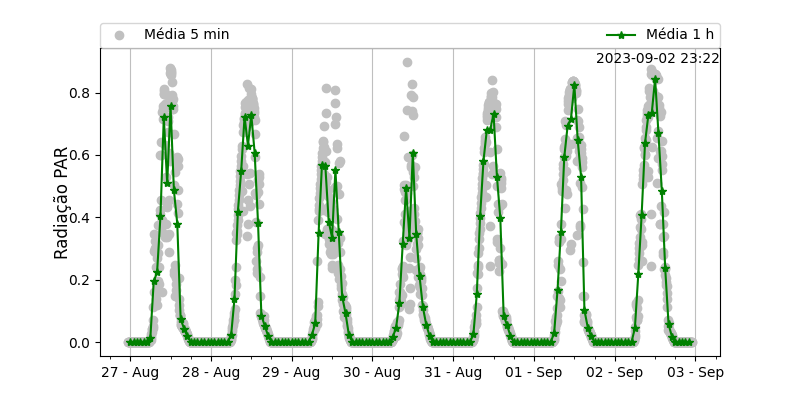 Média 5 min Média 1 h
2023-09-02 23:22
Radiação PAR
0.8
0.6
0.4
0.2
0.0
27 - Aug 28 - Aug 29 - Aug 30 - Aug 31 - Aug 01 - Sep 02 - Sep 03 - Sep